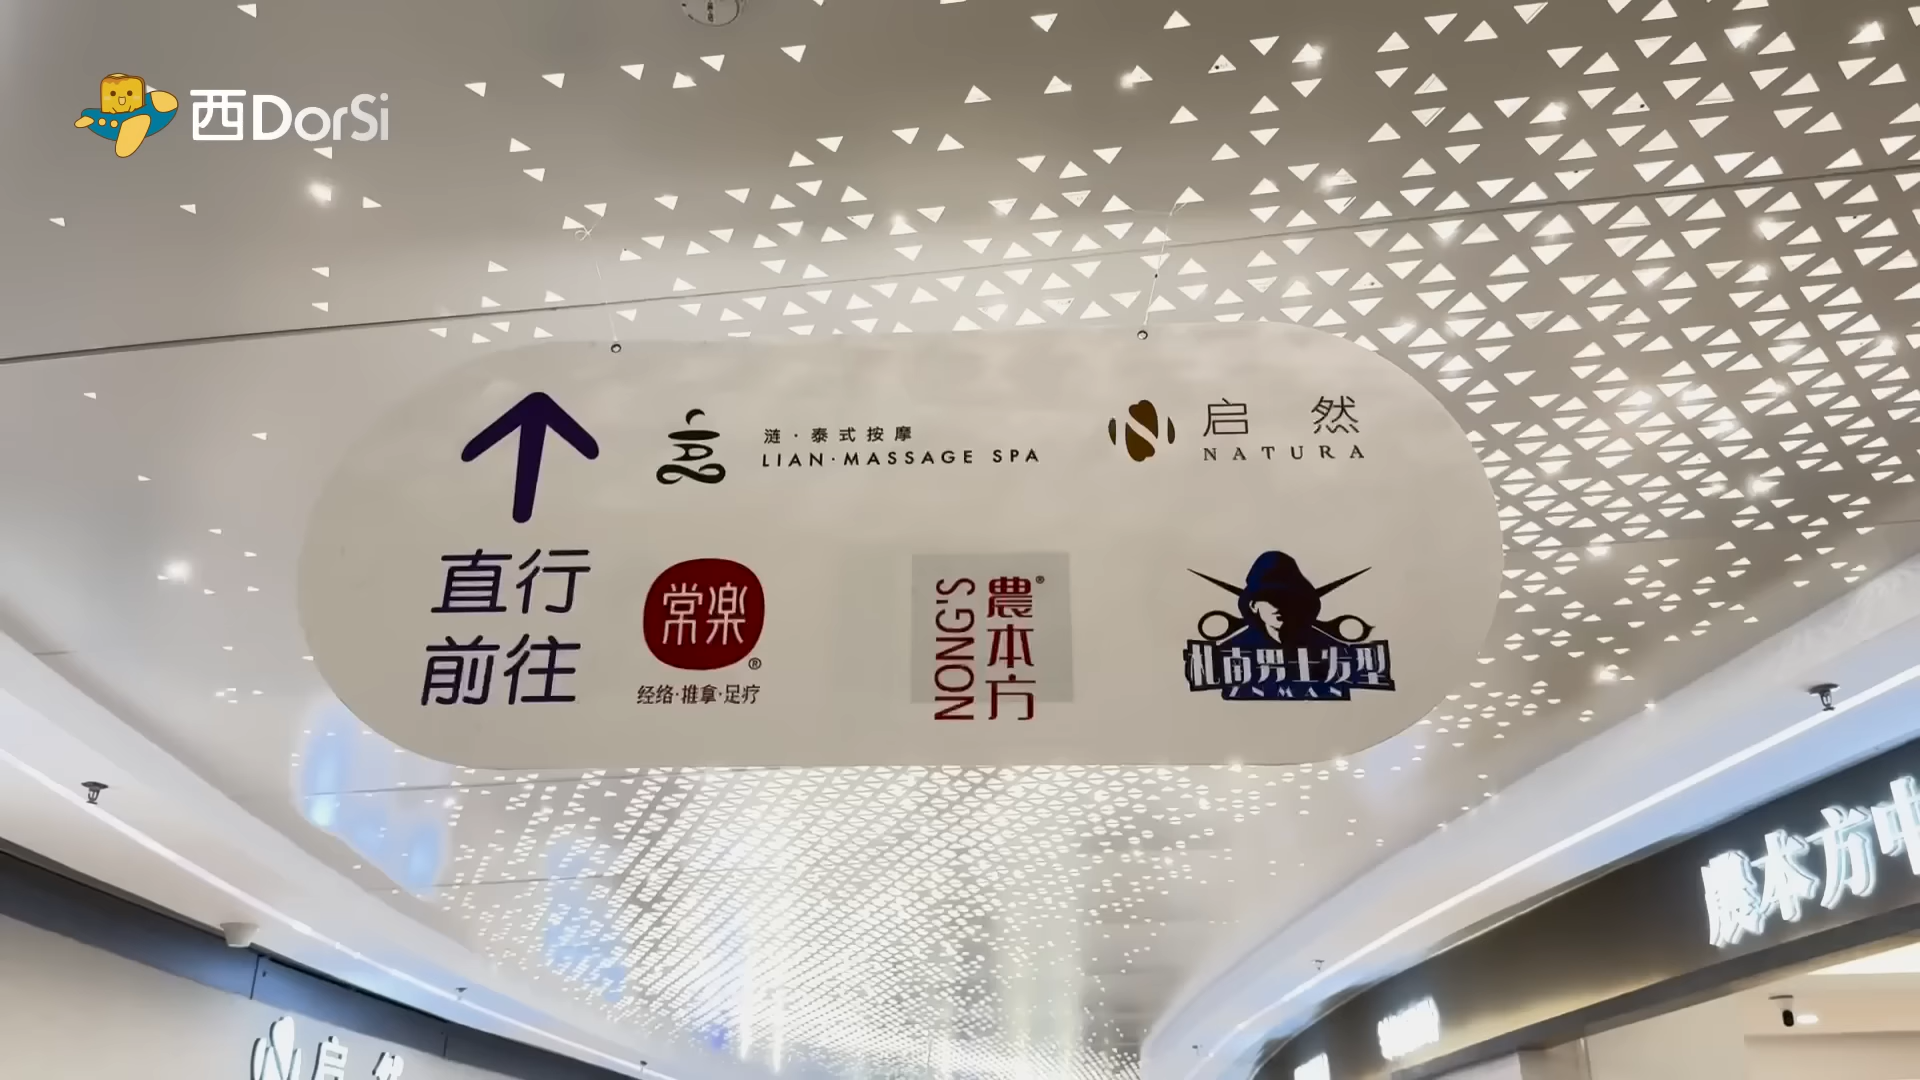 西DorSi
涟·泰式按摩
LIAN·MASSAGE SPA
启然
NATURA
直行
前往
常楽®
经络·推拿·足疗
NONG'S
農本方®
札南男士发型
農本方中
启然